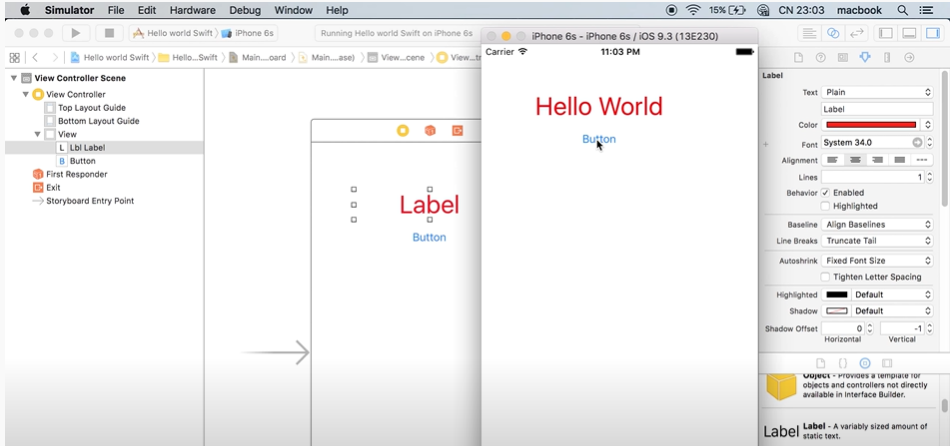 Simulator File Edit Hardware Debug Window Help 15% CN 23:03 macbook
Hello world Swift iPhone 6s Running Hello world Swift on iPhone 6s
Hello world Swift Hello...Swift Main....oard Main....ase) View...cene View...
View Controller Scene
View Controller
Top Layout Guide
Bottom Layout Guide
View
L Lbl Label
B Button
First Responder
Exit
Storyboard Entry Point
Label
Button
iPhone 6s - iPhone 6s / iOS 9.3 (13E230)
Carrier 11:03 PM
Hello World
Button
Label
Text Plain
Label
Color
Font System 34.0
Alignment
Lines 1
Behavior Enabled
Highlighted
Baseline Align Baselines
Line Breaks Truncate Tail
Autoshrink Fixed Font Size
Tighten Letter Spacing
Highlighted Default
Shadow Default
Shadow Offset 0 -1
Horizontal Vertical
Object - Provides a template for
objects and controllers not directly
available in Interface Builder.
Label Label - A variably sized amount of
static text.